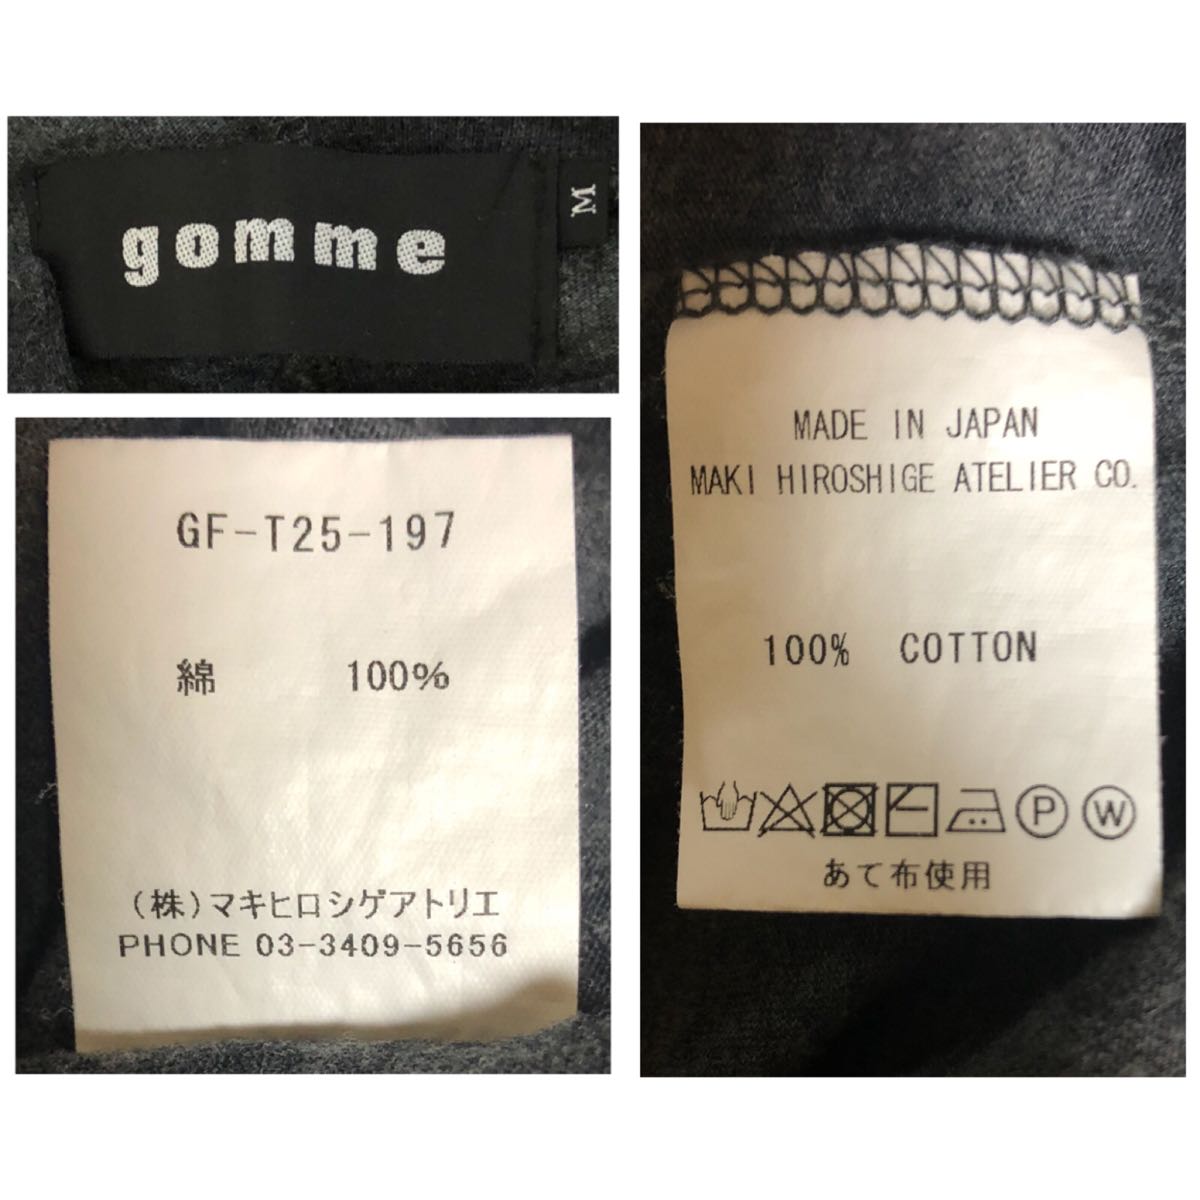 gomme
M
GF-T25-197
綿 100%
(株)マキヒロシゲアトリエ
PHONE 03-3409-5656
MADE IN JAPAN
MAKI HIROSHIGE ATELIER CO.
100% COTTON
P W
あて布使用